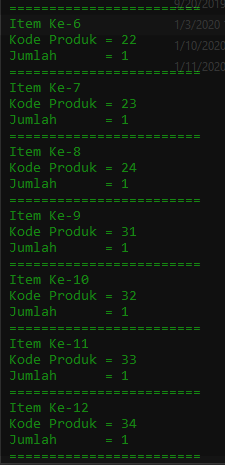 ========================
9/20/2019
Item Ke-6
1/3/2020
Kode Produk = 22
1/10/2020
Jumlah      = 1
========================
1/11/2020
Item Ke-7
Kode Produk = 23
Jumlah      = 1
========================
Item Ke-8
Kode Produk = 24
Jumlah      = 1
========================
Item Ke-9
Kode Produk = 31
Jumlah      = 1
========================
Item Ke-10
Kode Produk = 32
Jumlah      = 1
========================
Item Ke-11
Kode Produk = 33
Jumlah      = 1
========================
Item Ke-12
Kode Produk = 34
Jumlah      = 1
========================